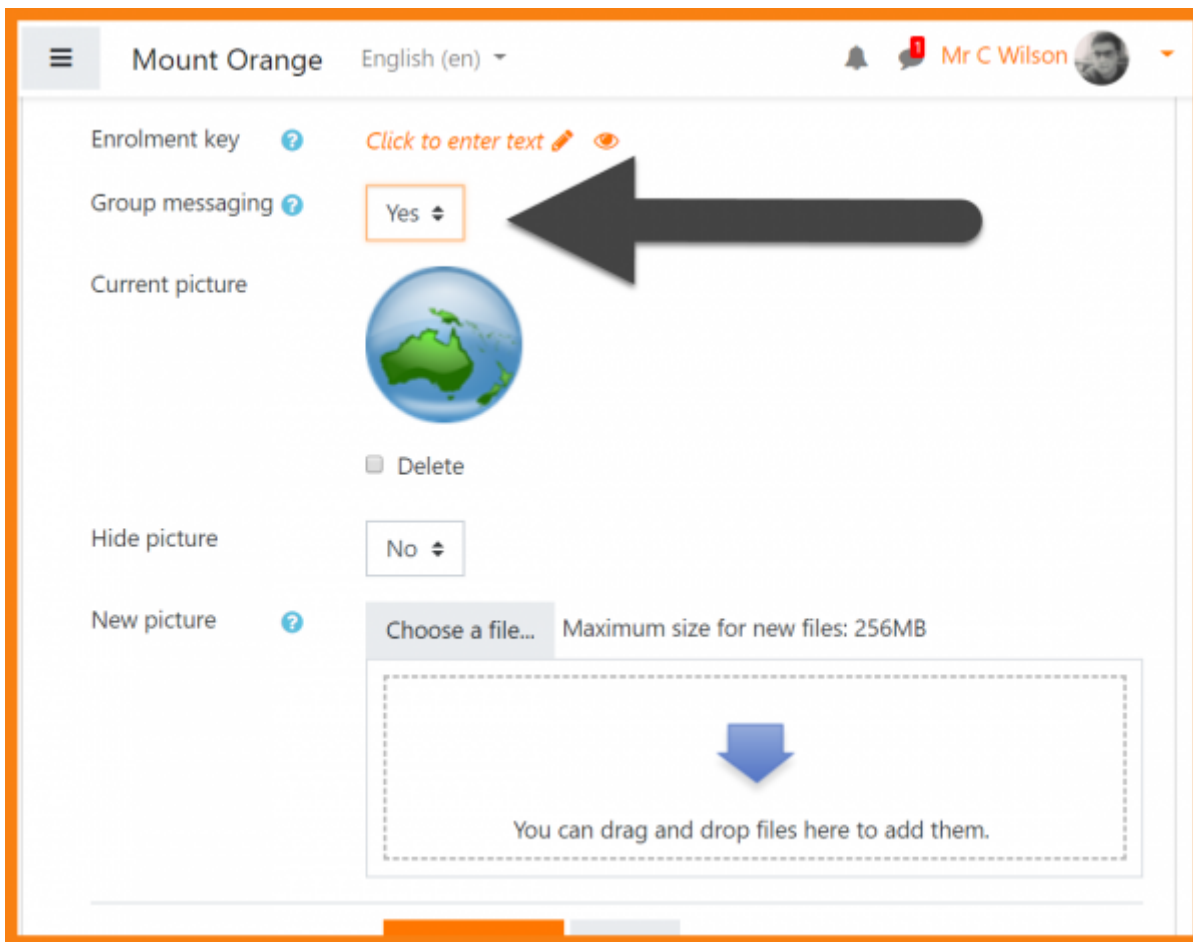 Mount Orange English (en) 1 Mr C Wilson
Enrolment key ? Click to enter text
Group messaging ? Yes
Current picture
Delete
Hide picture No
New picture ? Choose a file... Maximum size for new files: 256MB
You can drag and drop files here to add them.